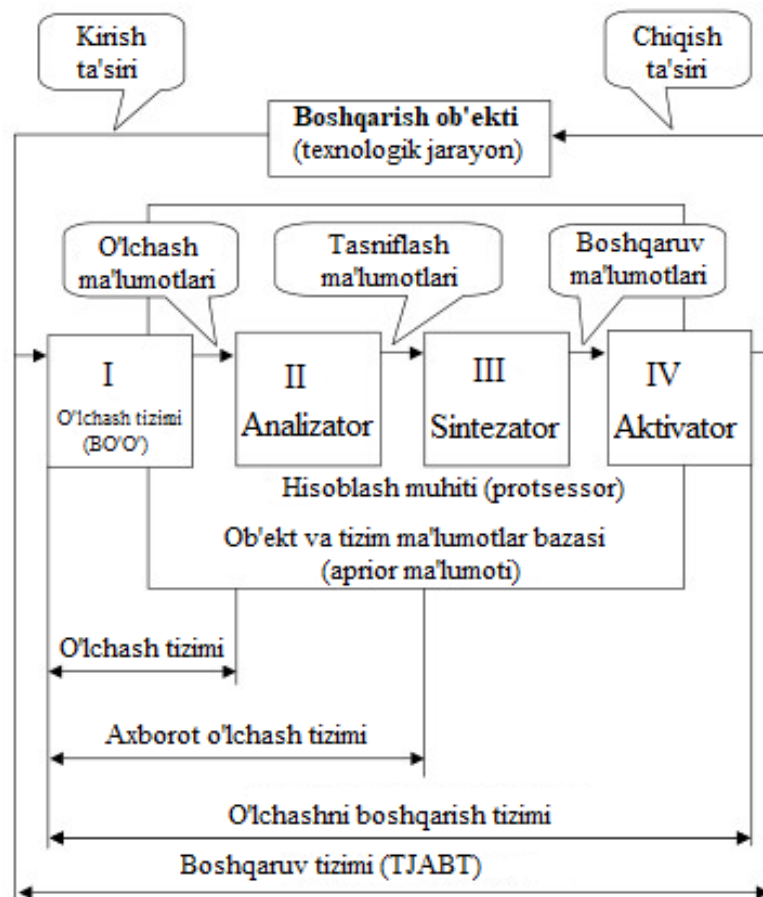 Kirish
ta'siri
Chiqish
ta'siri
Boshqarish ob'ekti
(texnologik jarayon)
O'lchash
ma'lumotlari
Tasniflash
ma'lumotlari
Boshqaruv
ma'lumotlari
I
O'lchash tizimi
(BO'O')
II
Analizator
III
Sintezator
IV
Aktivator
Hisoblash muhiti (protsessor)
Ob'ekt va tizim ma'lumotlar bazasi
(aprior ma'lumoti)
O'lchash tizimi
Axborot o'lchash tizimi
O'lchashni boshqarish tizimi
Boshqaruv tizimi (TJABT)